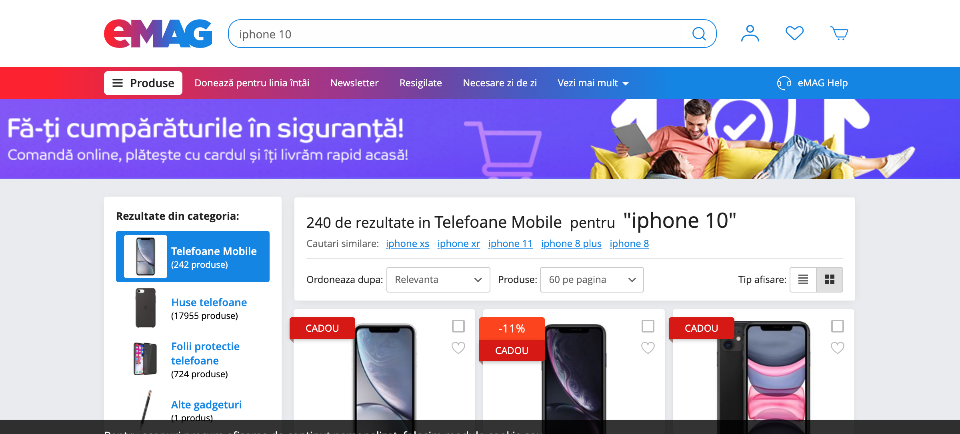 eMAG
iphone 10
Produse
Donează pentru linia întâi
Newsletter
Resigilate
Necesare zi de zi
Vezi mai mult
eMAG Help
Fă-ți cumpărăturile în siguranță!
Comandă online, plătește cu cardul și îți livrăm rapid acasă!
Rezultate din categoria:
Telefoane Mobile
(242 produse)
Huse telefoane
(17955 produse)
Folii protectie
telefoane
(724 produse)
Alte gadgeturi
(1 produs)
240 de rezultate in Telefoane Mobile pentru "iphone 10"
Cautari similare: iphone xs iphone xr iphone 11 iphone 8 plus iphone 8
Ordoneaza dupa: Relevanta Produse: 60 pe pagina Tip afisare:
CADOU
-11%
CADOU
CADOU